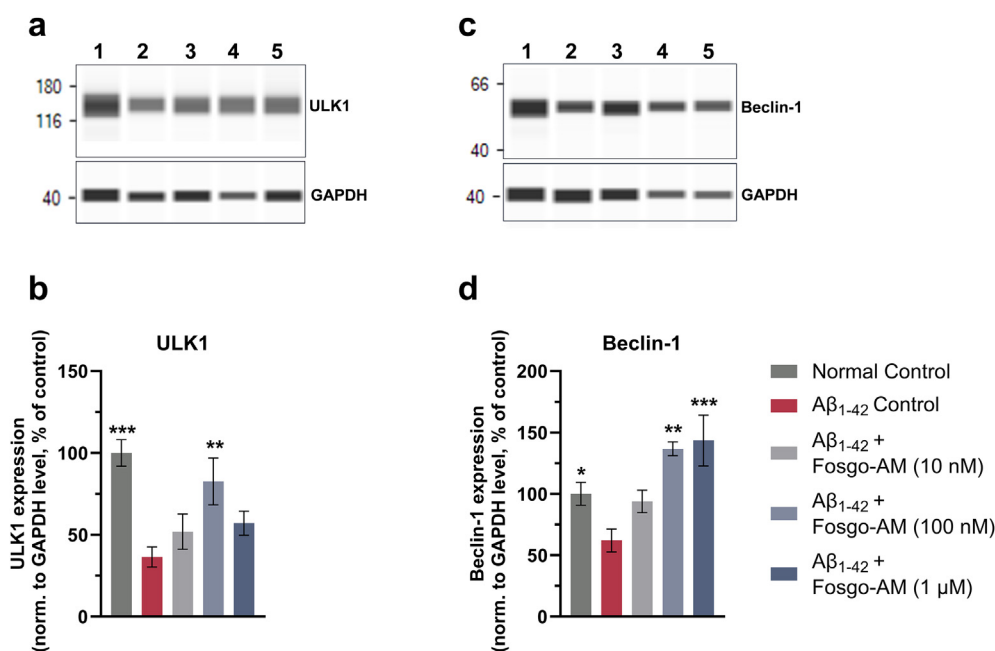 a
1 2 3 4 5
180
116
ULK1
40
GAPDH
c
1 2 3 4 5
66
40
Beclin-1
40
GAPDH
b
ULK1
ULK1 expression
(norm. to GAPDH level, % of control)
150
100
50
0
***
**
d
Beclin-1
Beclin-1 expression
(norm. to GAPDH level, % of control)
200
150
100
50
0
*
**
***
Normal Control
Aβ₁₋₄₂ Control
Aβ₁₋₄₂ +
Fosgo-AM (10 nM)
Aβ₁₋₄₂ +
Fosgo-AM (100 nM)
Aβ₁₋₄₂ +
Fosgo-AM (1 µM)